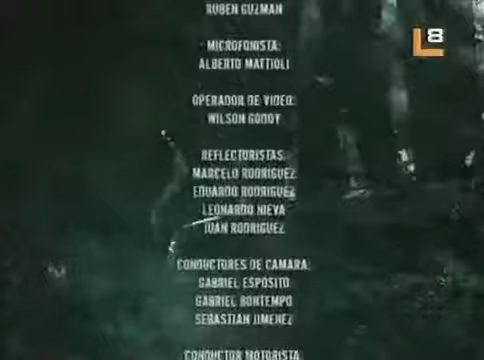 RUBEN GUZMAN
L8
MICROFONISTA:
ALBERTO MATTIOLI
OPERADOR DE VIDEO:
WILSON GODOY
REFLECTORISTAS:
MARCELO RODRIGUEZ
EDUARDO RODRIGUEZ
LEONARDO NIEVA
JUAN RODRIGUEZ
CONDUCTORES DE CAMARA:
GABRIEL ESPOSITO
GABRIEL BONTEMPO
SEBASTIAN JIMENEZ
CONDUCTOR MOTORISTA: